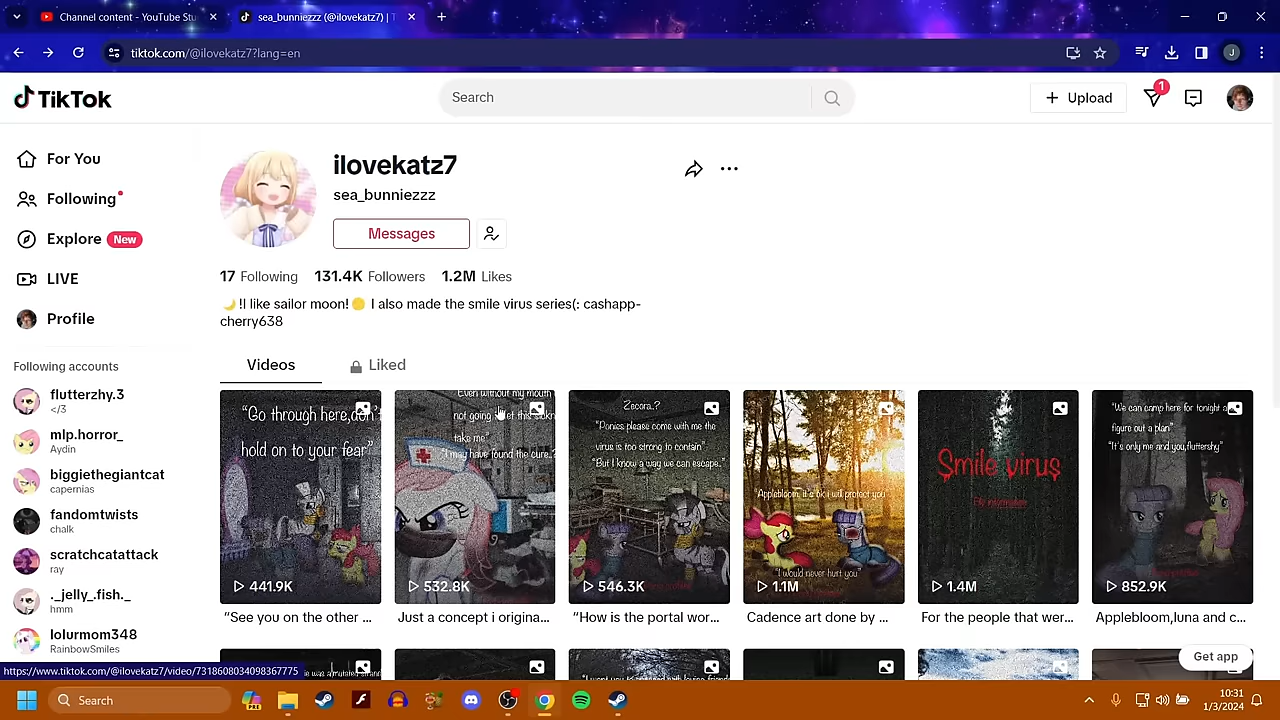 Channel content - YouTube Stu
sea_bunniezzz (@ilovekatz7) | T
tiktok.com/@ilovekatz7?lang=en
J
TikTok
Search
Upload
1
For You
Following
Explore New
LIVE
Profile
Following accounts
flutterzhy.3
</3
mlp.horror_
Aydin
biggiethegiantcat
capernias
fandomtwists
chalk
scratchcatattack
ray
._jelly_.fish._
hmm
lolurmom348
RainbowSmiles
ilovekatz7
sea_bunniezzz
Messages
17 Following 131.4K Followers 1.2M Likes
🌙!I like sailor moon!🟡 I also made the smile virus series(: cashapp-
cherry638
Videos
Liked
"Go through here,don't
hold on to your fear"
441.9K
"See you on the other ...
Even without my mouth
take me"
532.8K
Just a concept i origina...
Zecora..?
"Ponies please come with me the
virus is too strong to contain"
"But I know a way we can escape.."
546.3K
"How is the portal wor...
"Applebloom, it's ok i will protect you"
"I would never hurt you"
1.1M
Cadence art done by ...
Smile virus
1.4M
For the people that wer...
"We can camp here for tonight a
figure out a plan"
"It's only me and you,fluttershy"
852.9K
Applebloom,luna and c...
Get app
https://www.tiktok.com/@ilovekatz7/video/7318608034098367775
Search
PRE
10:31
1/3/2024